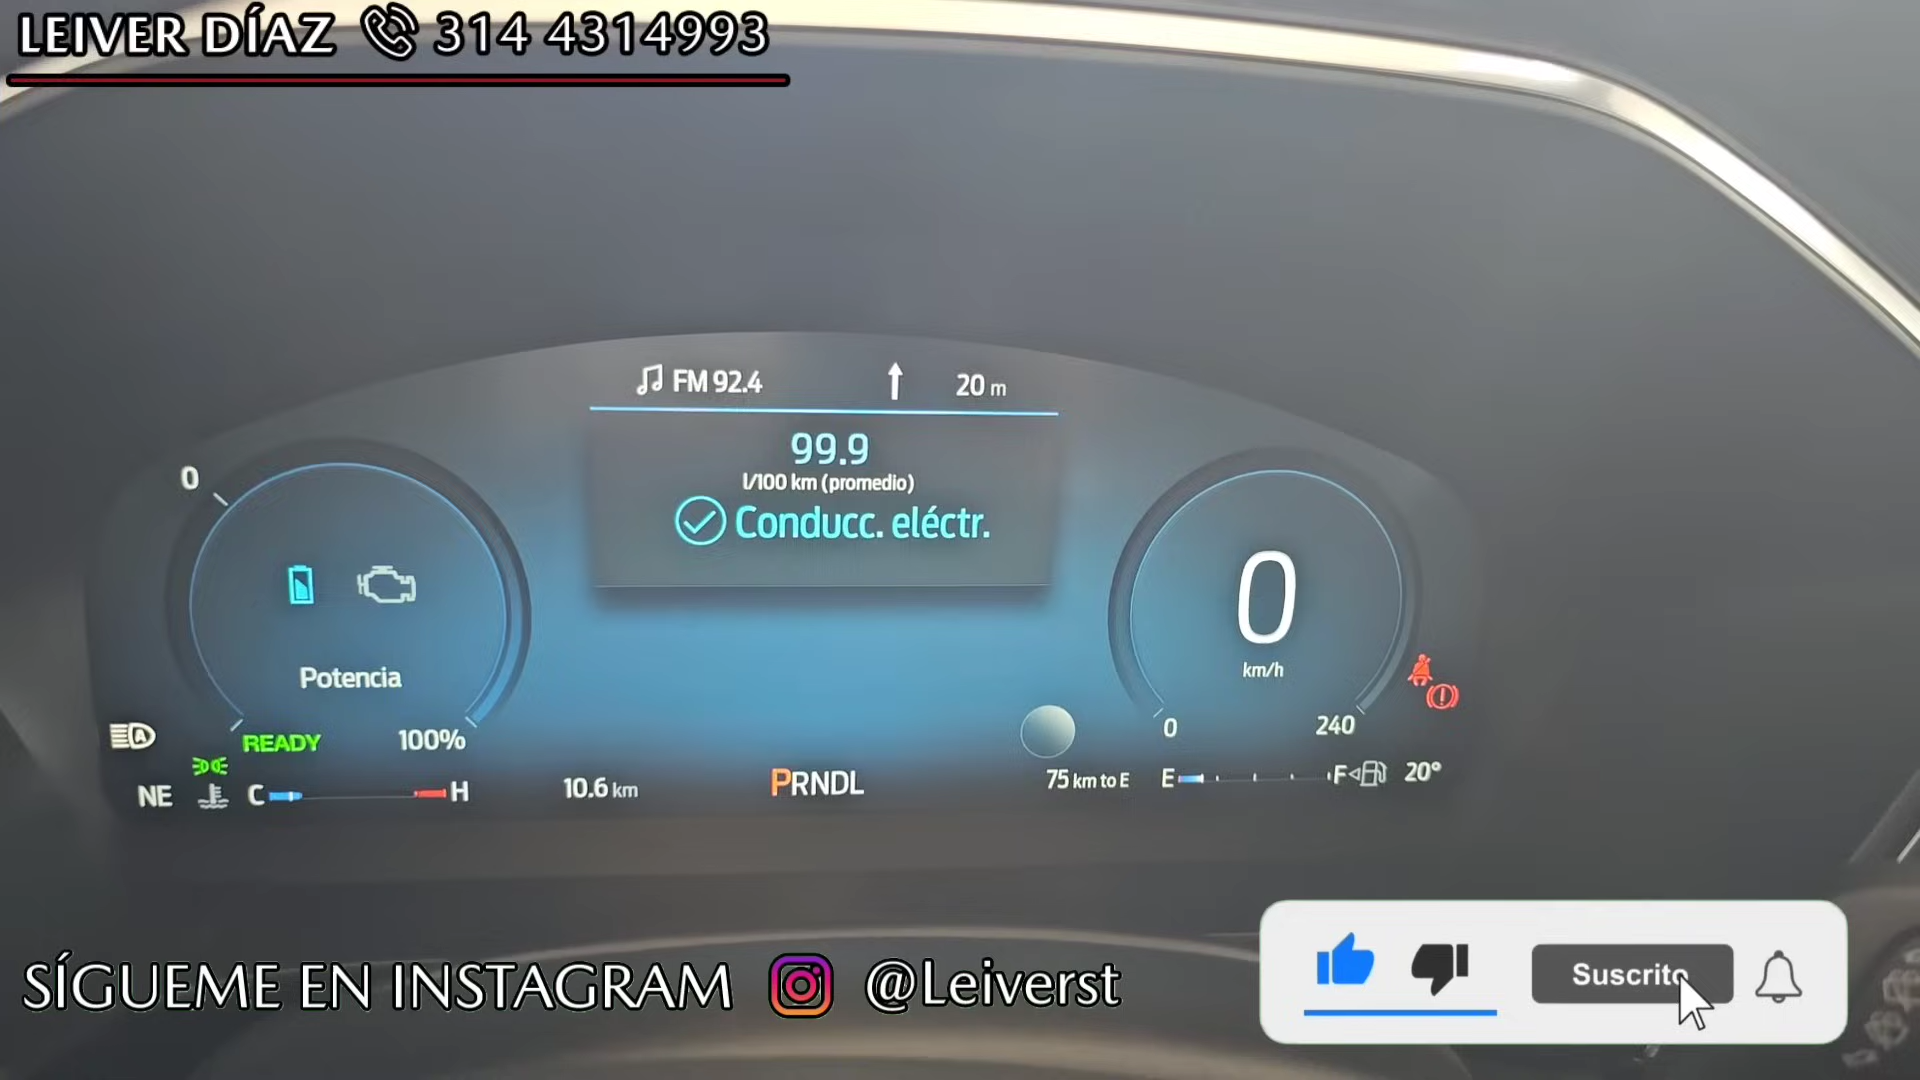 LEIVER DÍAZ 314 4314993
FM 92.4 20 m
99.9
l/100 km (promedio)
Conducc. eléctr.
0
Potencia
READY 100%
NE C H
10.6 km
PRNDL
0
km/h
0 240
75 km to E E F 20°
SÍGUEME EN INSTAGRAM @Leiverst
Suscrito